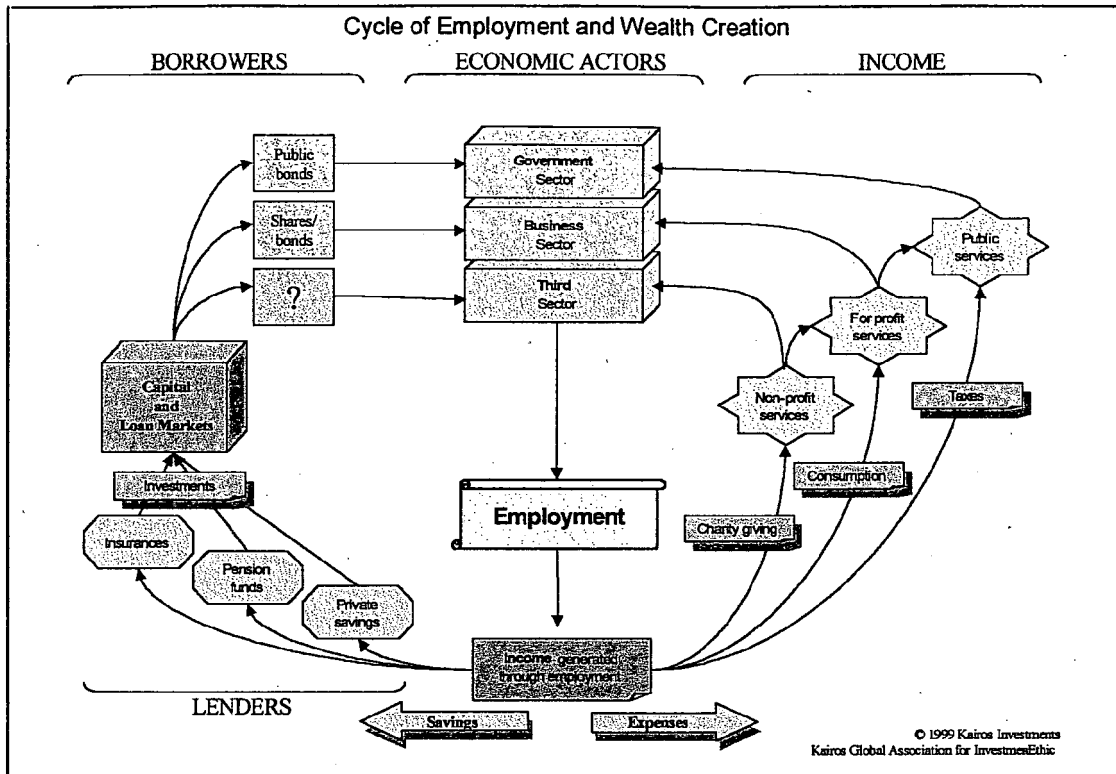 Cycle of Employment and Wealth Creation
BORROWERS
ECONOMIC ACTORS
INCOME
Public
bonds
Government
Sector
Shares/
bonds
Business
Sector
Public
services
?
Third
Sector
For profit
services
Capital
and
Loan Markets
Non-profit
services
Taxes
Investments
Consumption
Employment
Charity giving
Insurances
Pension
funds
Private
savings
Income generated
through employment
LENDERS
Savings
Expenses
© 1999 Kairos Investments
Kairos Global Association for InvestmenEthic